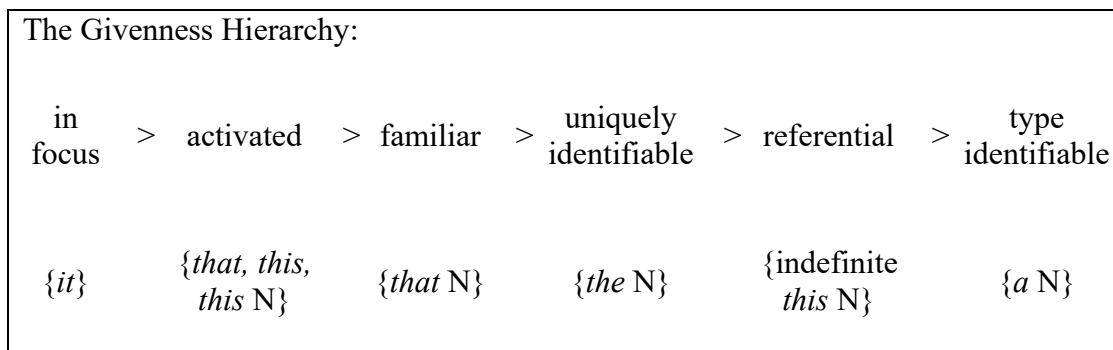 The Givenness Hierarchy:
in focus > activated > familiar > uniquely identifiable > referential > type identifiable
{it} {that, this, this N} {that N} {the N} {indefinite this N} {a N}